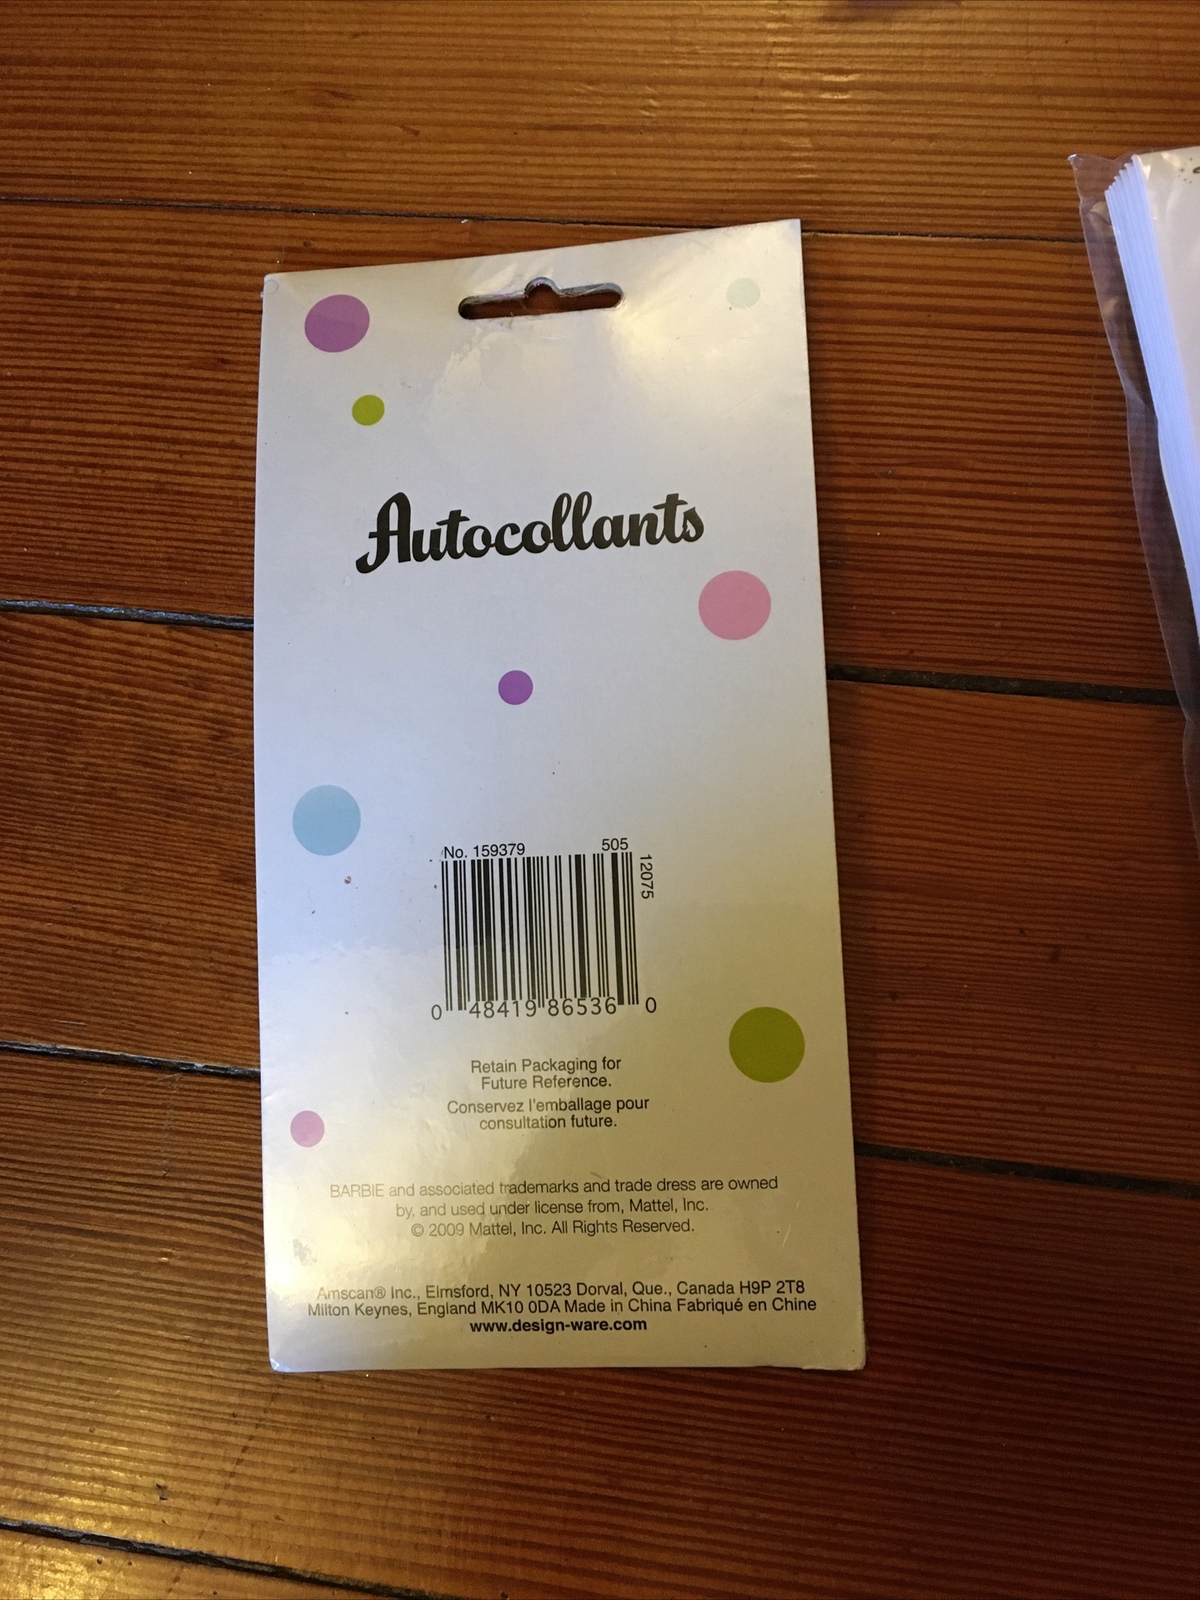 Autocollants
No. 159379 505
12075
0 48419 86536 0
Retain Packaging for
Future Reference.
Conservez l'emballage pour
consultation future.
BARBIE and associated trademarks and trade dress are owned
by, and used under license from, Mattel, Inc.
© 2009 Mattel, Inc. All Rights Reserved.
Amscan® Inc., Elmsford, NY 10523 Dorval, Que., Canada H9P 2T8
Milton Keynes, England MK10 0DA Made in China Fabriqué en Chine
www.design-ware.com